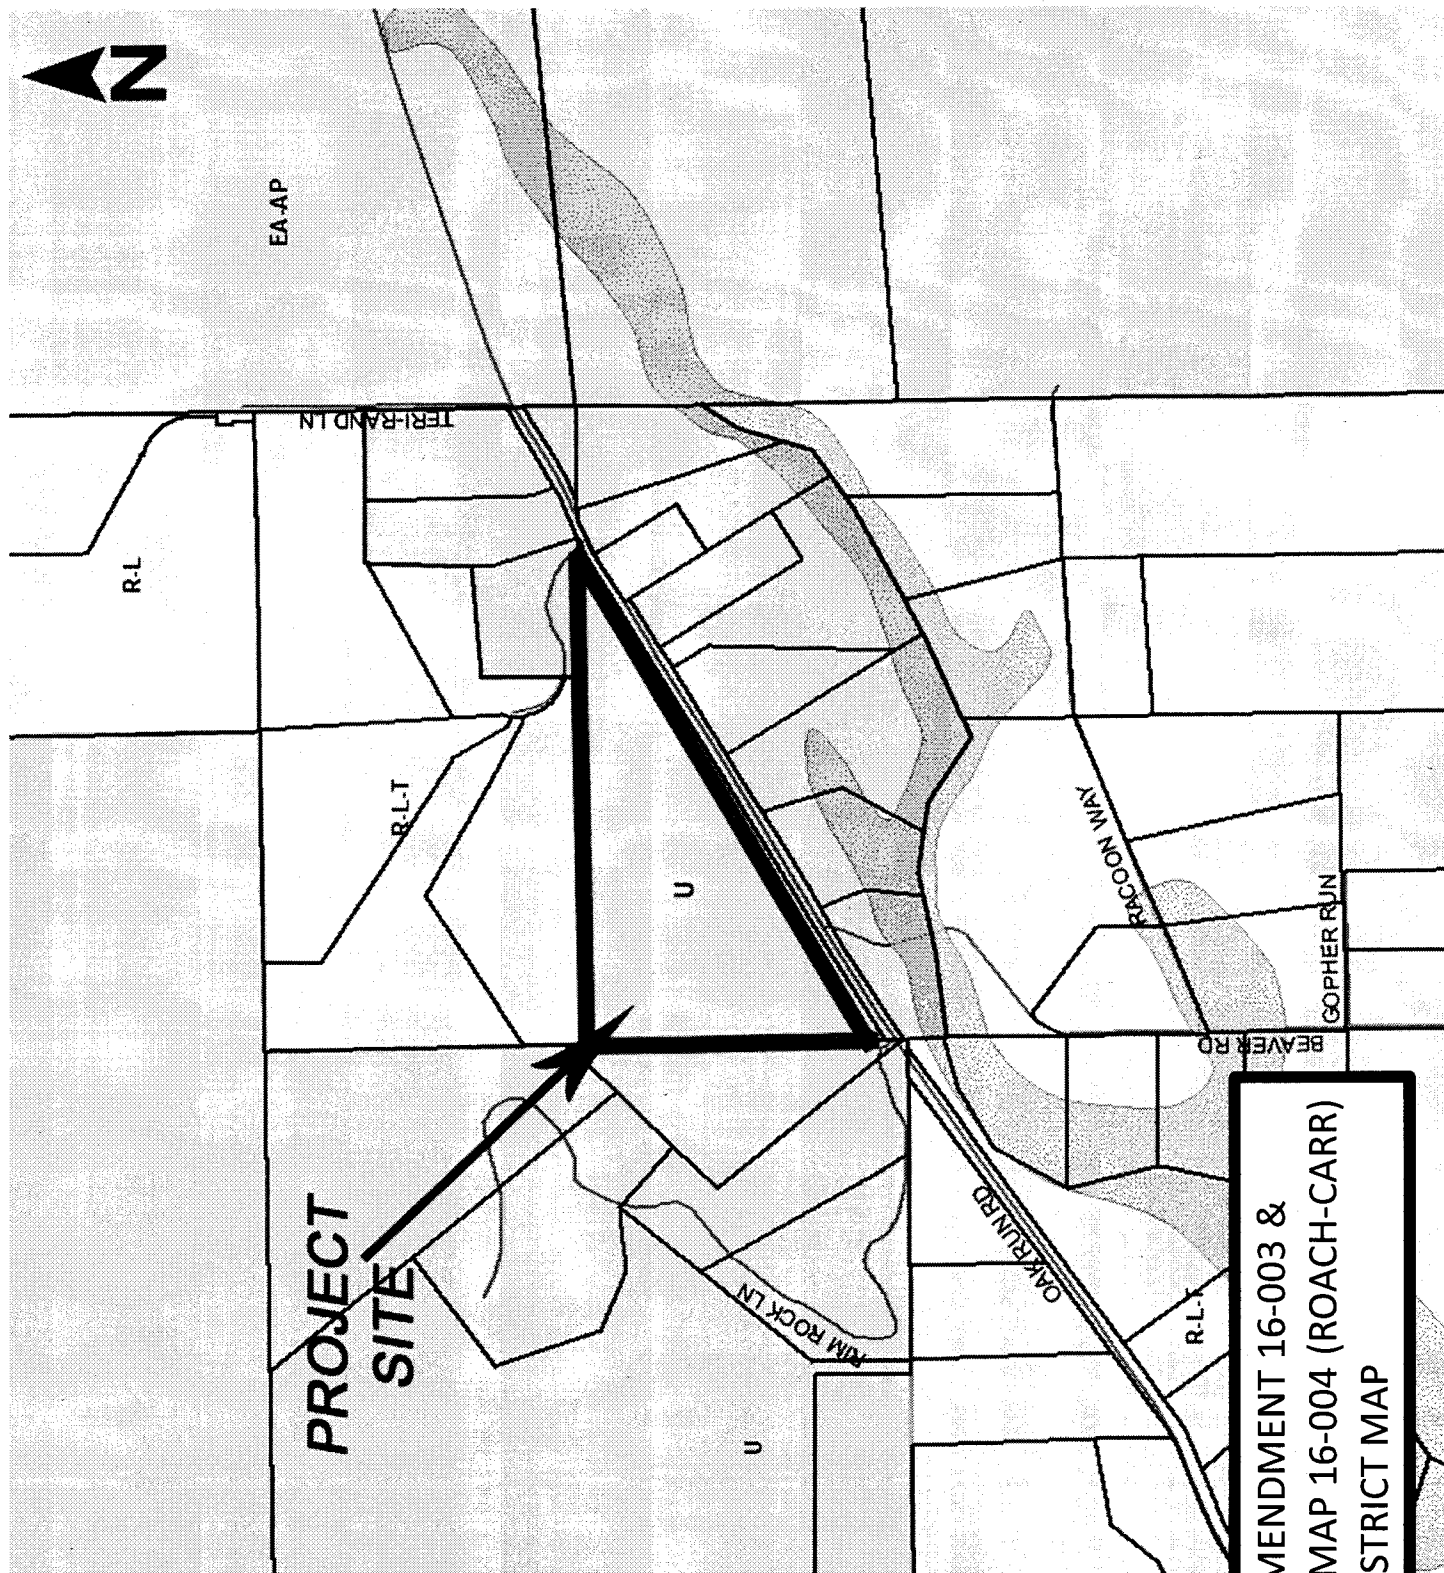 N
EA-AP
TERI-RAND LN
R-L
R-L-T
U
RACCOON WAY
GOPHER RUN
BEAVER RD
PROJECT
SITE
OAK RUN RD
RIM ROCK LN
R-L-T
U
MENDMENT 16-003 &
MAP 16-004 (ROACH-CARR)
STRICT MAP